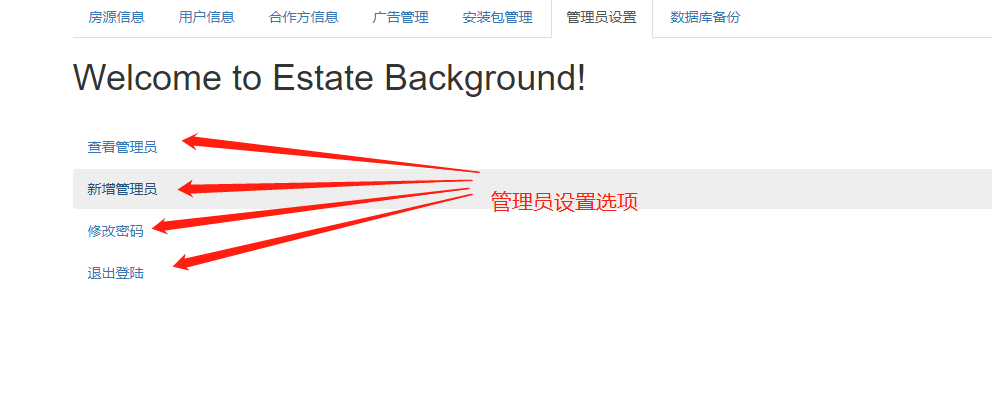 房源信息 用户信息 合作方信息 广告管理 安装包管理 管理员设置 数据库备份
Welcome to Estate Background!
查看管理员
新增管理员
管理员设置选项
修改密码
退出登陆